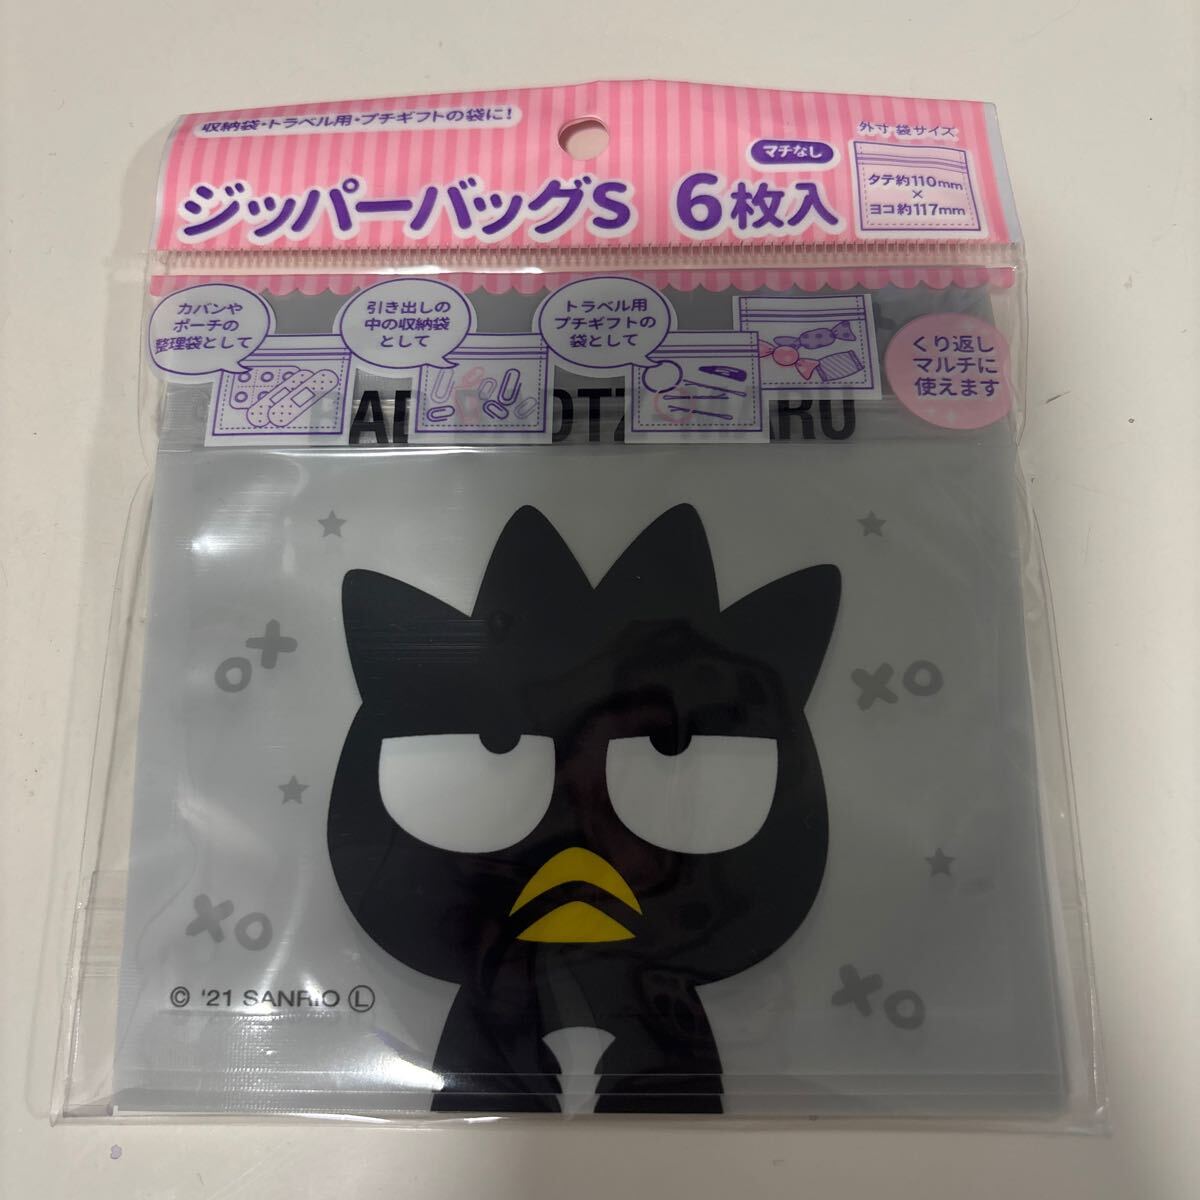 収納袋・トラベル用・プチギフトの袋に!
ジッパーバッグS 6枚入
マチなし
外寸 袋サイズ
タテ約110mm
×
ヨコ約117mm
カバンや
ポーチの
整理袋として
引き出しの
中の収納袋
として
トラベル用
プチギフトの
袋として
くり返し
マルチに
使えます
XO
XO
XO
© '21 SANRIO Ⓛ